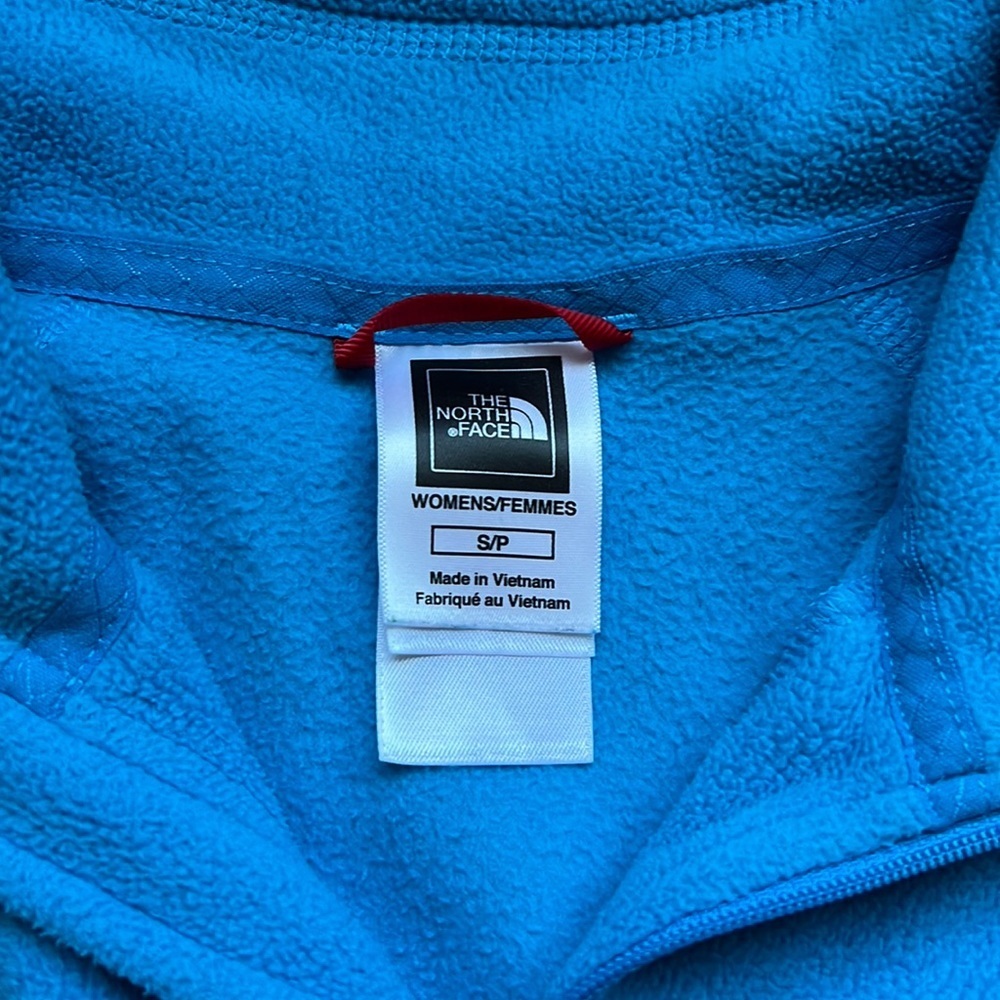 THE
NORTH
®FACE
WOMENS/FEMMES
S/P
Made in Vietnam
Fabriqué au Vietnam